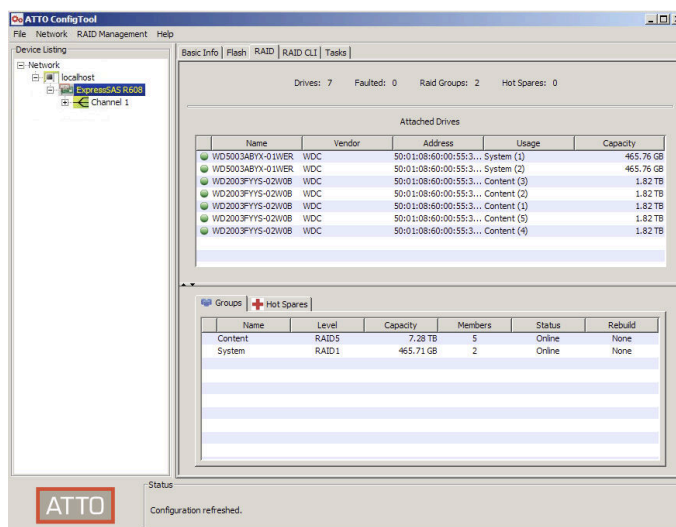 ATTO ConfigTool
File Network RAID Management Help
Device Listing
Network
localhost
ExpressSAS R608
Channel 1
Basic Info Flash RAID RAID CLI Tasks
Drives: 7 Faulted: 0 Raid Groups: 2 Hot Spares: 0
Attached Drives
Name Vendor Address Usage Capacity
WD5003ABYX-01WER WDC 50:01:08:60:00:55:3... System (1) 465.76 GB
WD5003ABYX-01WER WDC 50:01:08:60:00:55:3... System (2) 465.76 GB
WD2003FYYS-02W0B WDC 50:01:08:60:00:55:3... Content (3) 1.82 TB
WD2003FYYS-02W0B WDC 50:01:08:60:00:55:3... Content (2) 1.82 TB
WD2003FYYS-02W0B WDC 50:01:08:60:00:55:3... Content (1) 1.82 TB
WD2003FYYS-02W0B WDC 50:01:08:60:00:55:3... Content (5) 1.82 TB
WD2003FYYS-02W0B WDC 50:01:08:60:00:55:3... Content (4) 1.82 TB
Groups Hot Spares
Name Level Capacity Members Status Rebuild
Content RAID5 7.28 TB 5 Online None
System RAID1 465.71 GB 2 Online None
Status
ATTO
Configuration refreshed.